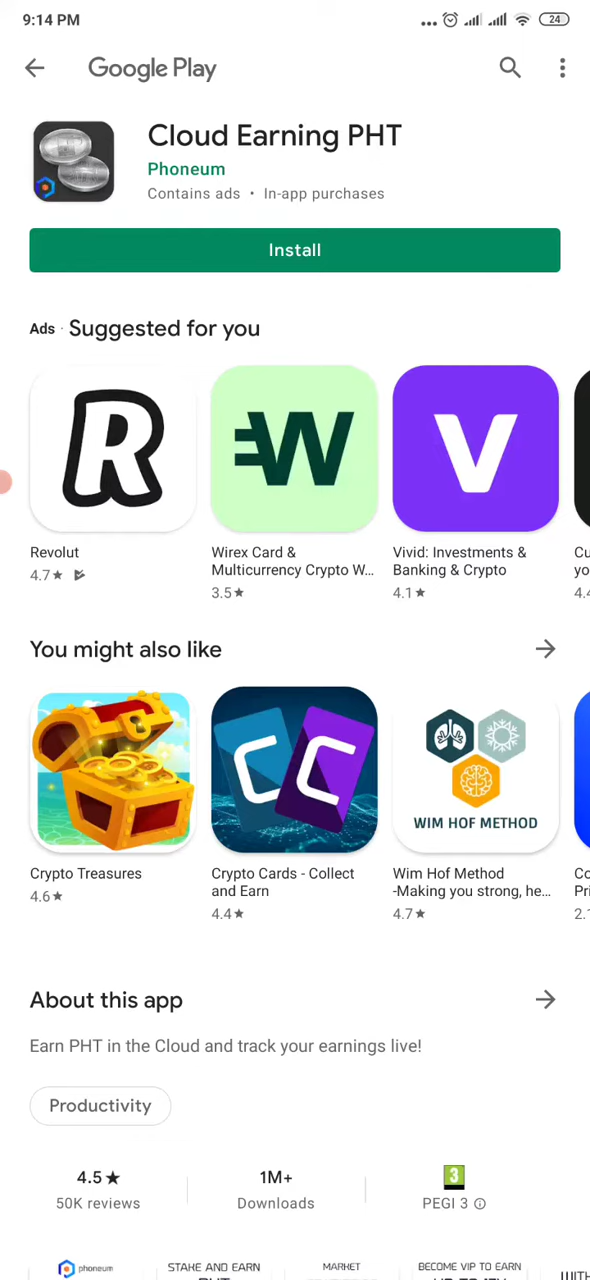 9:14 PM
24
Google Play
Cloud Earning PHT
Phoneum
Contains ads • In-app purchases
Install
Ads · Suggested for you
R
W
V
Revolut
4.7★
Wirex Card &
Multicurrency Crypto W...
3.5★
Vivid: Investments &
Banking & Crypto
4.1★
Cu
yo
4.4
You might also like
CC
WIM HOF METHOD
Crypto Treasures
4.6★
Crypto Cards - Collect
and Earn
4.4★
Wim Hof Method
-Making you strong, he...
4.7★
Co
Pri
2.
About this app
Earn PHT in the Cloud and track your earnings live!
Productivity
4.5★
50K reviews
1M+
Downloads
3
PEGI 3
phoneum
STAKE AND EARN
MARKET
BECOME VIP TO EARN